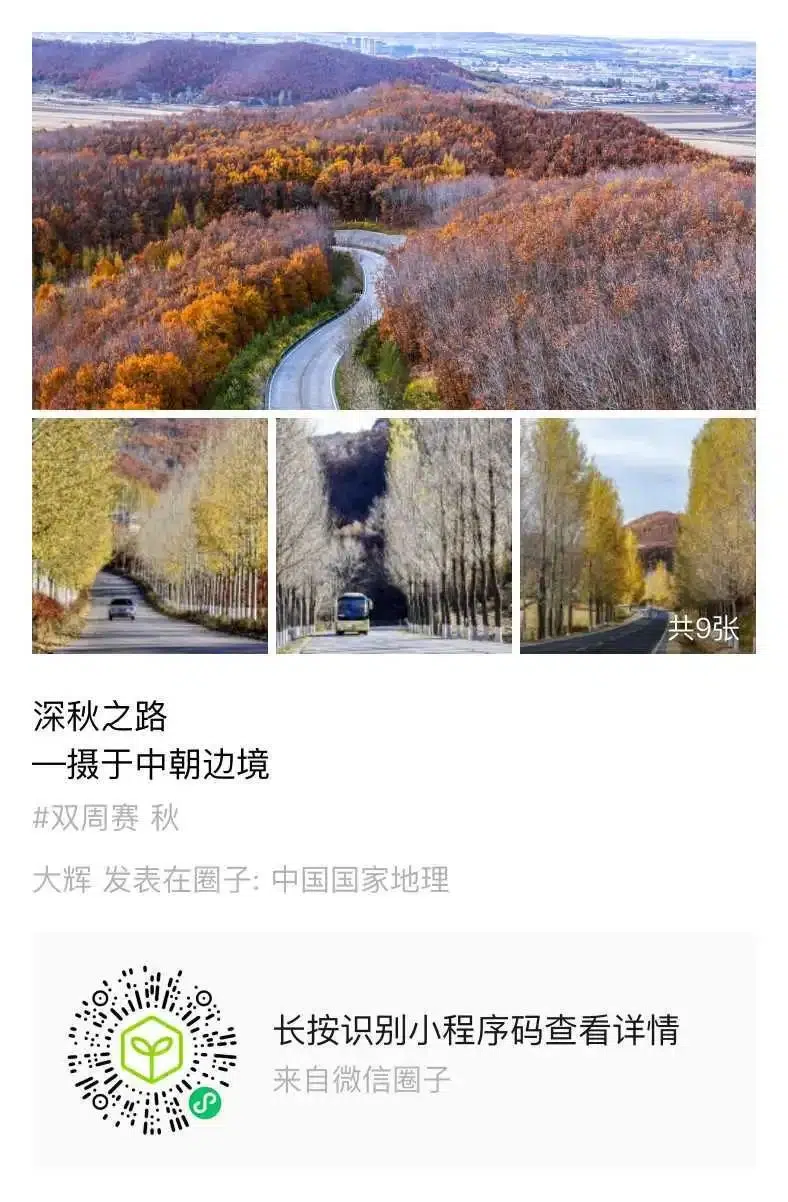 共9张
深秋之路
—摄于中朝边境
#双周赛 秋
大辉 发表在圈子: 中国国家地理
长按识别小程序码查看详情
来自微信圈子